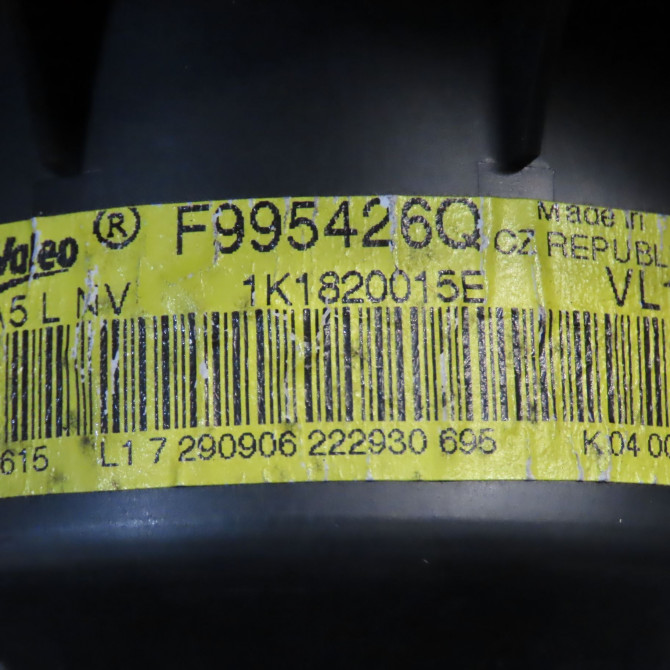 Valeo ® F995426Q Made in
CZ REPUBL
A5 L NV 1K1820015E VL
615 L1 7 290906 222930 695 K 04 00